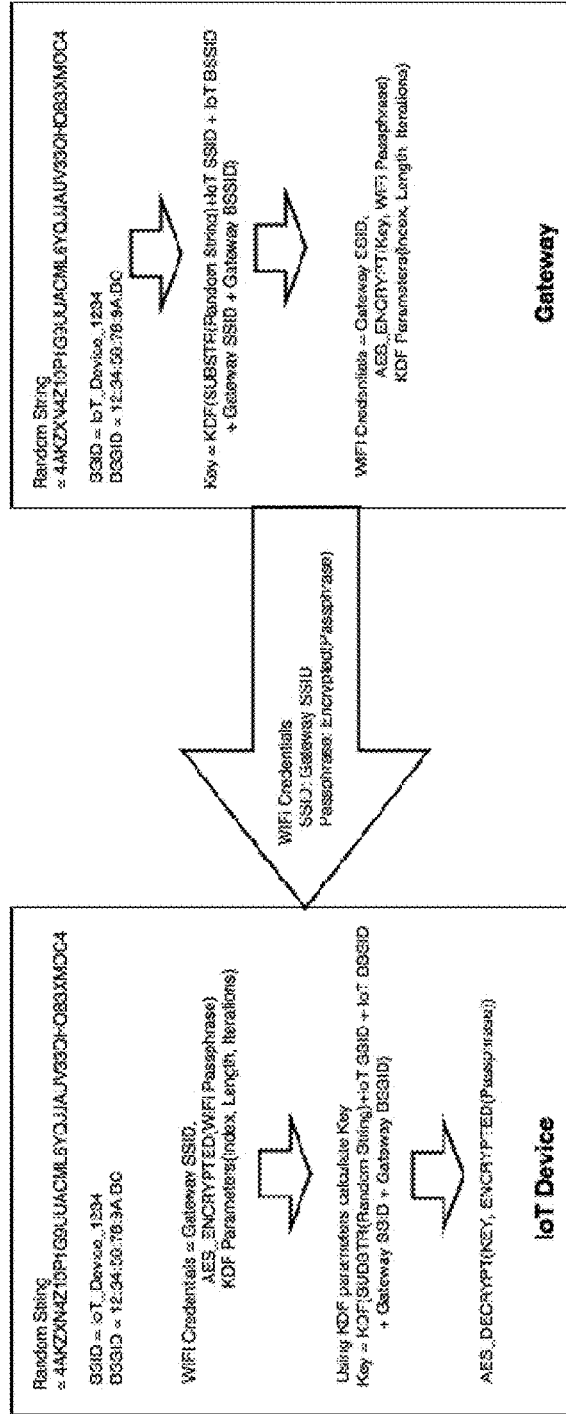 Random String
SSID = IoT_Device_1234
BSSID = 12:34:56:78:9A:BC
WIFI Credentials = Gateway SSID,
AES_ENCRYPTED(WIFI Passphrase)
KDF Parameters(Index, Length, Iterations)
Using KDF parameters calculate Key
Key = KDF(SUBSTR(Random String)+IoT SSID + IoT BSSID
+ Gateway SSID + Gateway BSSID)
AES_DECRYPT(KEY, ENCRYPTED(Passphrase))
IoT Device
WIFI Credentials
SSID: Gateway SSID
Passphrase: Encrypted(Passphrase)
Random String
SSID = IoT_Device_1234
BSSID = 12:34:56:78:9A:BC
Key = KDF(SUBSTR(Random String)+IoT SSID + IoT BSSID
+ Gateway SSID + Gateway BSSID)
WIFI Credentials = Gateway SSID,
AES_ENCRYPT(Key, WIFI Passphrase)
KDF Parameters(Index, Length, Iterations)
Gateway